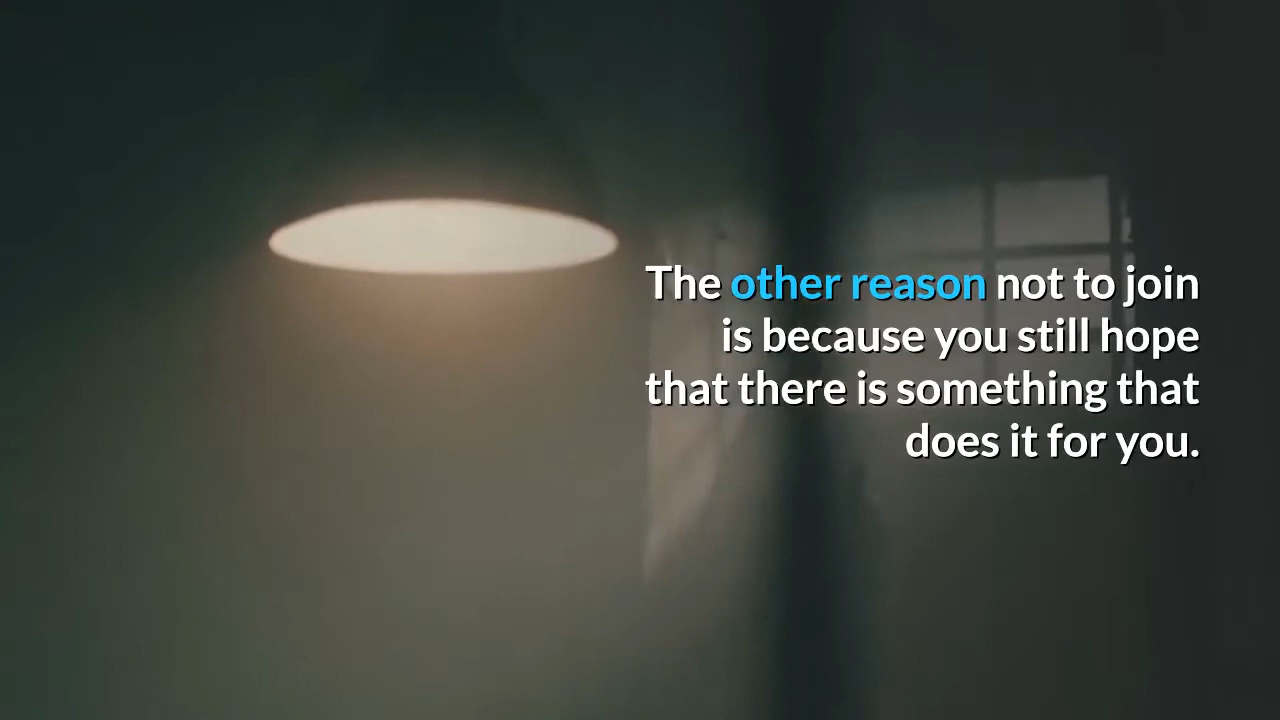 The other reason not to join
is because you still hope
that there is something that
does it for you.